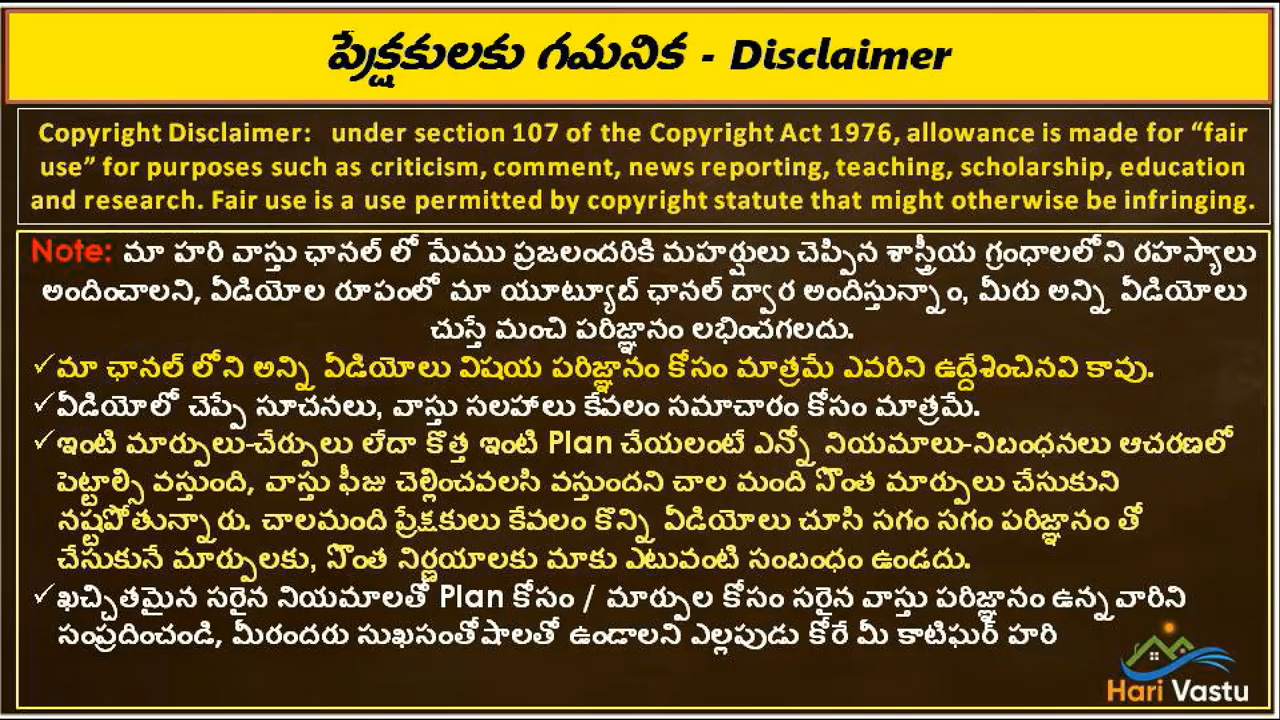 ప్రేక్షకులకు గమనిక - Disclaimer
Copyright Disclaimer: under section 107 of the Copyright Act 1976, allowance is made for “fair
use” for purposes such as criticism, comment, news reporting, teaching, scholarship, education
and research. Fair use is a use permitted by copyright statute that might otherwise be infringing.
Note: మా హరి వాస్తు ఛానల్ లో మేము ప్రజలందరికి మహర్షులు చెప్పిన శాస్త్రీయ గ్రంధాలలోని రహస్యాలు
అందించాలని, వీడియోల రూపంలో మా యూట్యూబ్ ఛానల్ ద్వార అందిస్తున్నాం, మీరు అన్ని వీడియోలు
చుస్తే మంచి పరిజ్ఞానం లభించగలదు.
✓మా ఛానల్ లోని అన్ని వీడియోలు విషయ పరిజ్ఞానం కోసం మాత్రమే ఎవరిని ఉద్దేశించినవి కావు.
✓వీడియోలో చెప్పే సూచనలు, వాస్తు సలహాలు కేవలం సమాచారం కోసం మాత్రమే.
✓ఇంటి మార్పులు-చేర్పులు లేదా కొత్త ఇంటి Plan చేయలంటే ఎన్నో నియమాలు-నిబంధనలు ఆచరణలో
పెట్టాల్సి వస్తుంది, వాస్తు ఫీజు చెల్లించవలసి వస్తుందని చాల మంది సొంత మార్పులు చేసుకుని
నష్టపోతున్నారు. చాలమంది ప్రేక్షకులు కేవలం కొన్ని వీడియోలు చూసి సగం సగం పరిజ్ఞానం తో
చేసుకునే మార్పులకు, సొంత నిర్ణయాలకు మాకు ఎటువంటి సంబంధం ఉండదు.
✓ఖచ్చితమైన సరైన నియమాలతో Plan కోసం / మార్పుల కోసం సరైన వాస్తు పరిజ్ఞానం ఉన్నవారిని
సంప్రదించండి, మీరందరు సుఖసంతోషాలతో ఉండాలని ఎల్లపుడు కోరే మీ కాటిఘర్ హరి
Hari Vastu